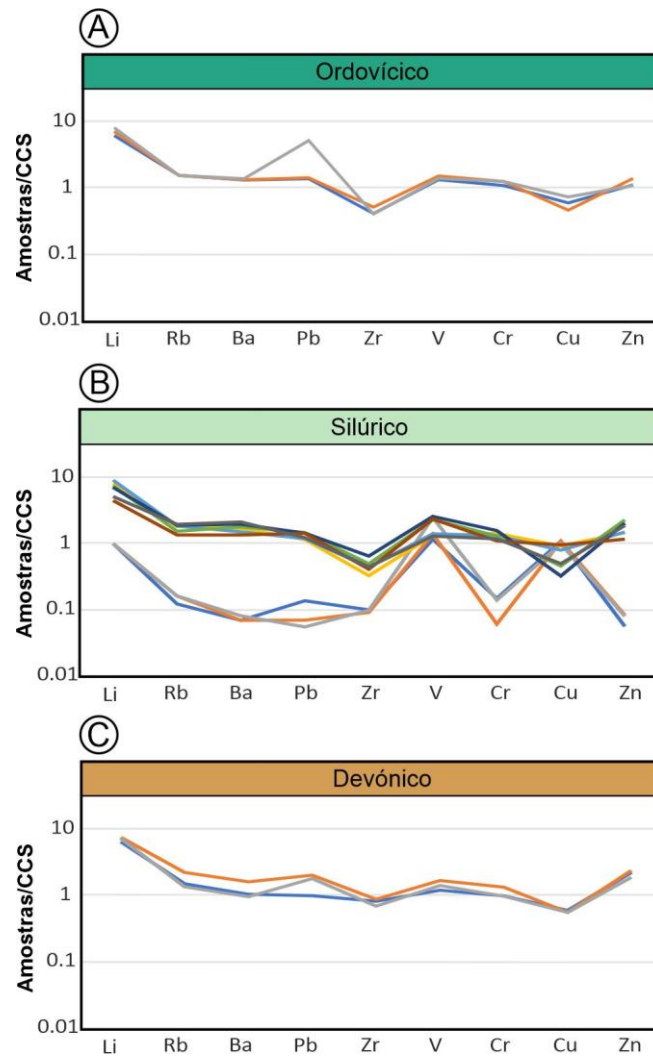 A
Ordovícico
Amostras/CCS
10
1
0.1
0.01
Li Rb Ba Pb Zr V Cr Cu Zn
B
Silúrico
Amostras/CCS
10
1
0.1
0.01
Li Rb Ba Pb Zr V Cr Cu Zn
C
Devónico
Amostras/CCS
10
1
0.1
0.01
Li Rb Ba Pb Zr V Cr Cu Zn